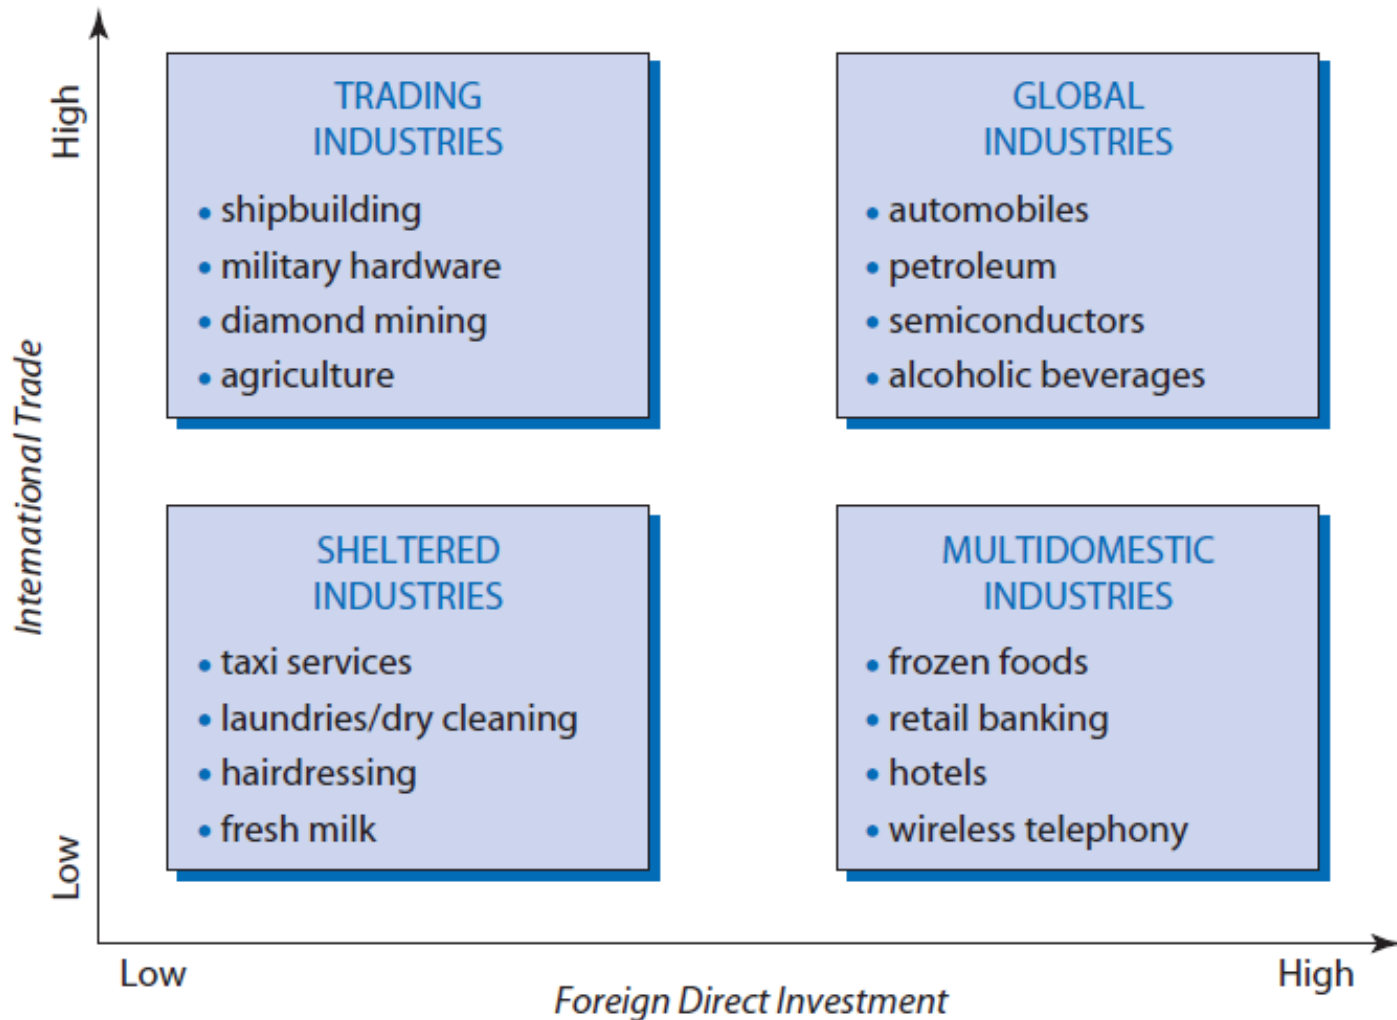 High
International Trade
Low
TRADING
INDUSTRIES
• shipbuilding
• military hardware
• diamond mining
• agriculture
GLOBAL
INDUSTRIES
• automobiles
• petroleum
• semiconductors
• alcoholic beverages
SHELTERED
INDUSTRIES
• taxi services
• laundries/dry cleaning
• hairdressing
• fresh milk
MULTIDOMESTIC
INDUSTRIES
• frozen foods
• retail banking
• hotels
• wireless telephony
Low
Foreign Direct Investment
High